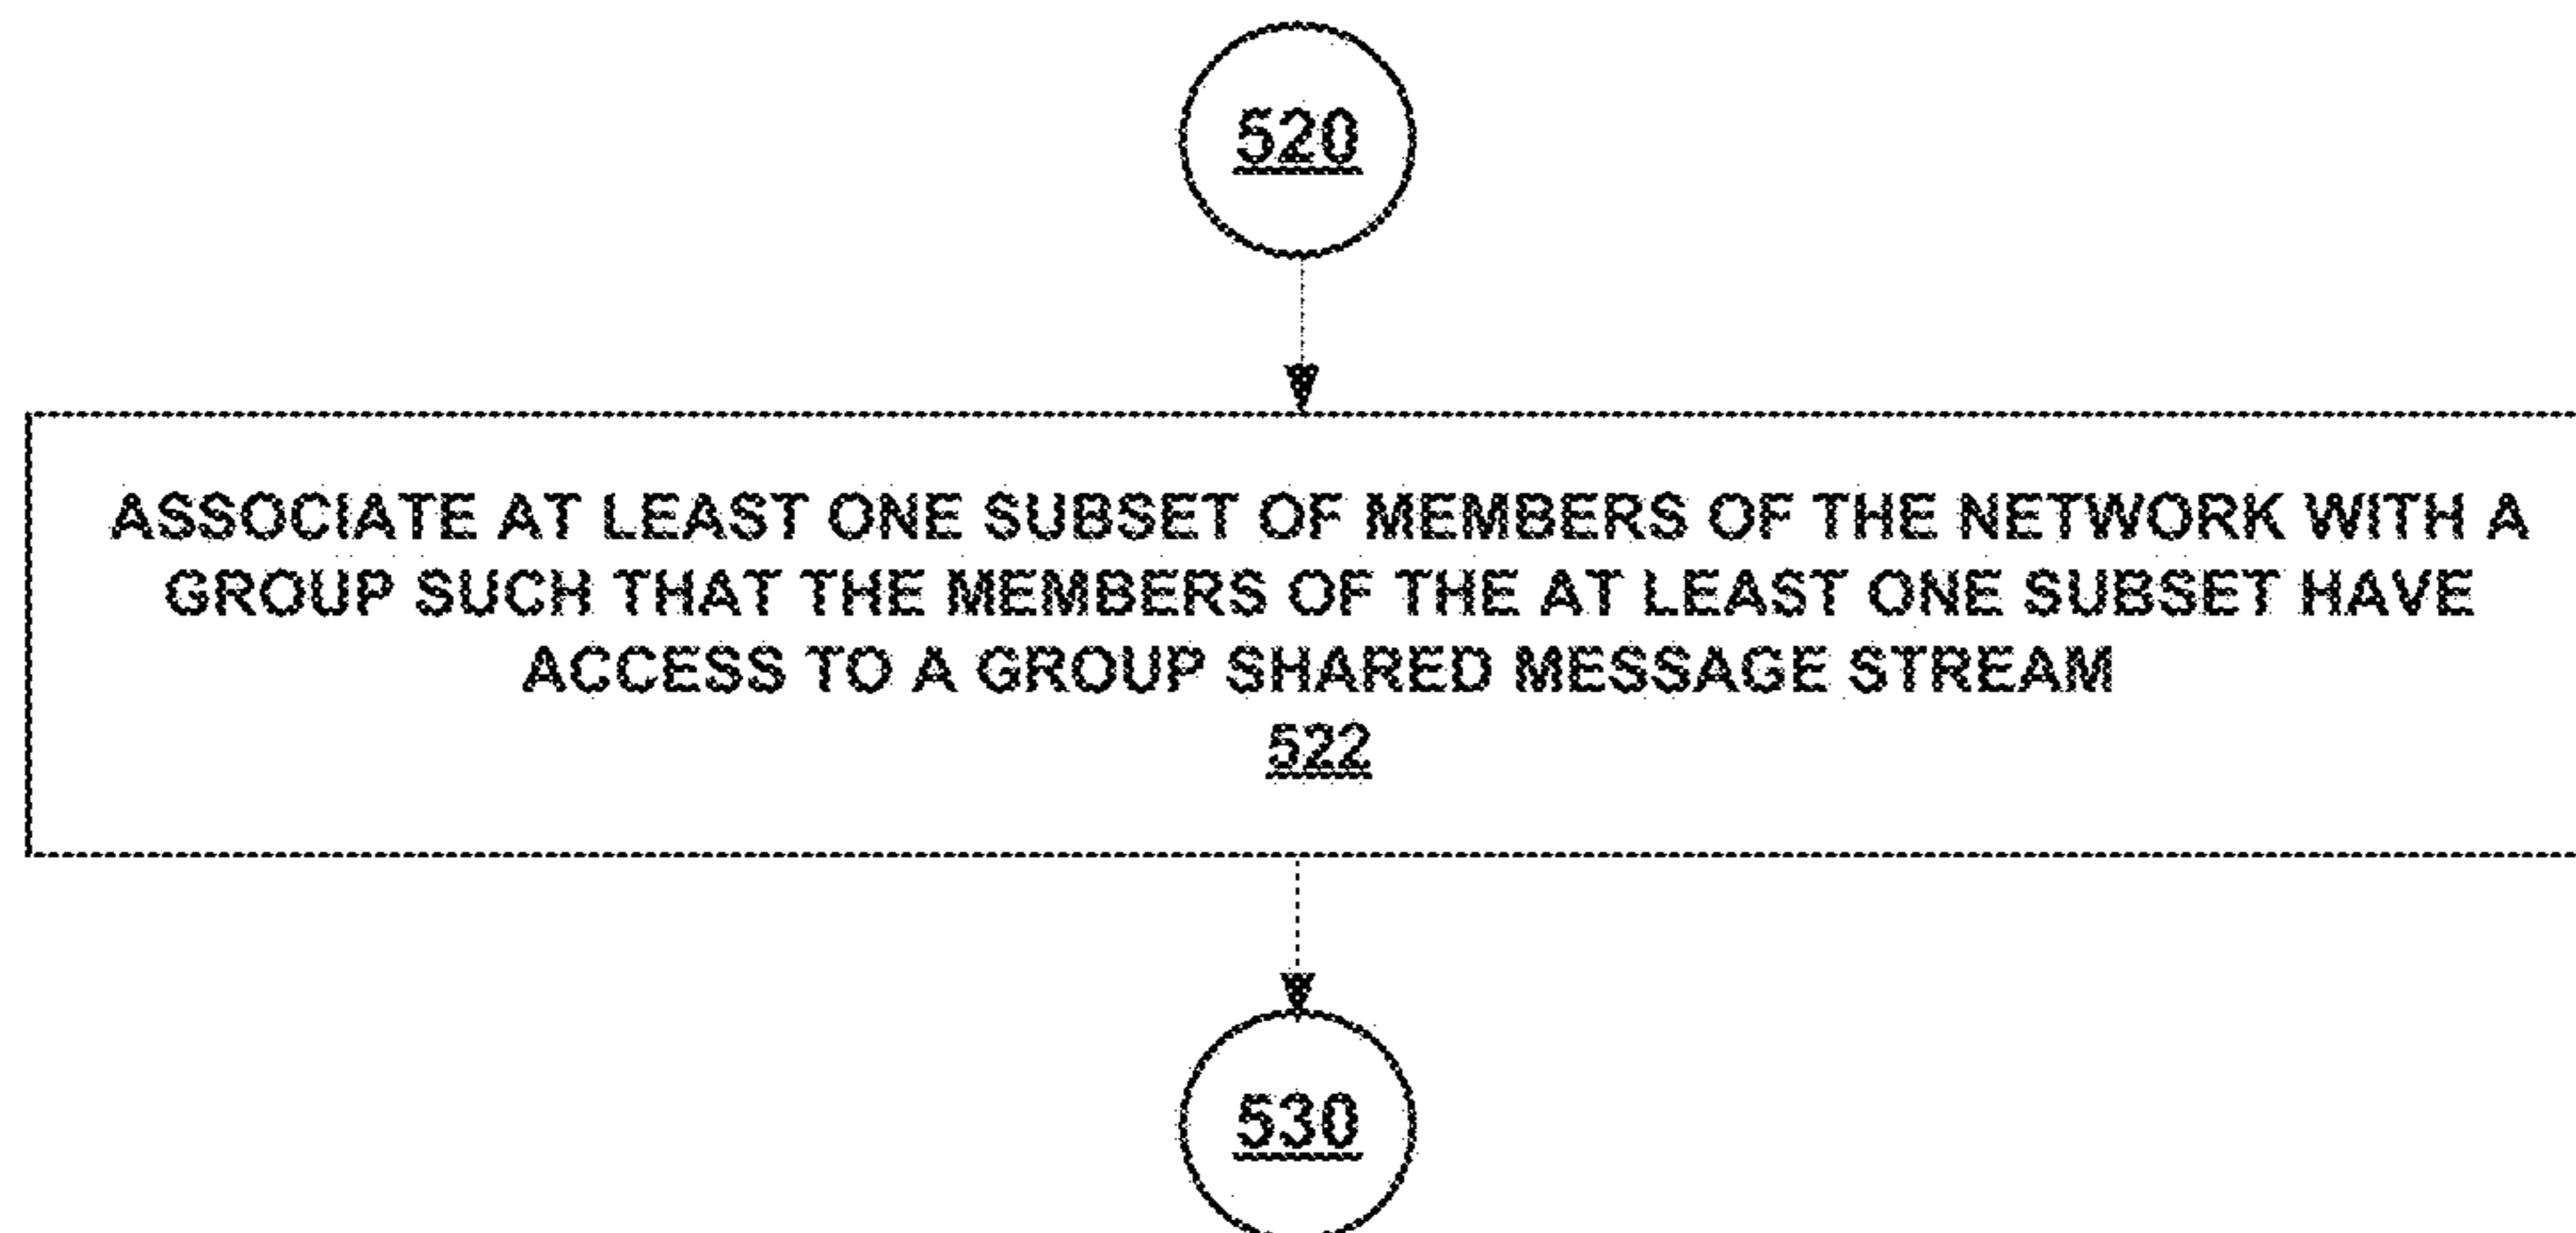 520
ASSOCIATE AT LEAST ONE SUBSET OF MEMBERS OF THE NETWORK WITH A
GROUP SUCH THAT THE MEMBERS OF THE AT LEAST ONE SUBSET HAVE
ACCESS TO A GROUP SHARED MESSAGE STREAM
522
530